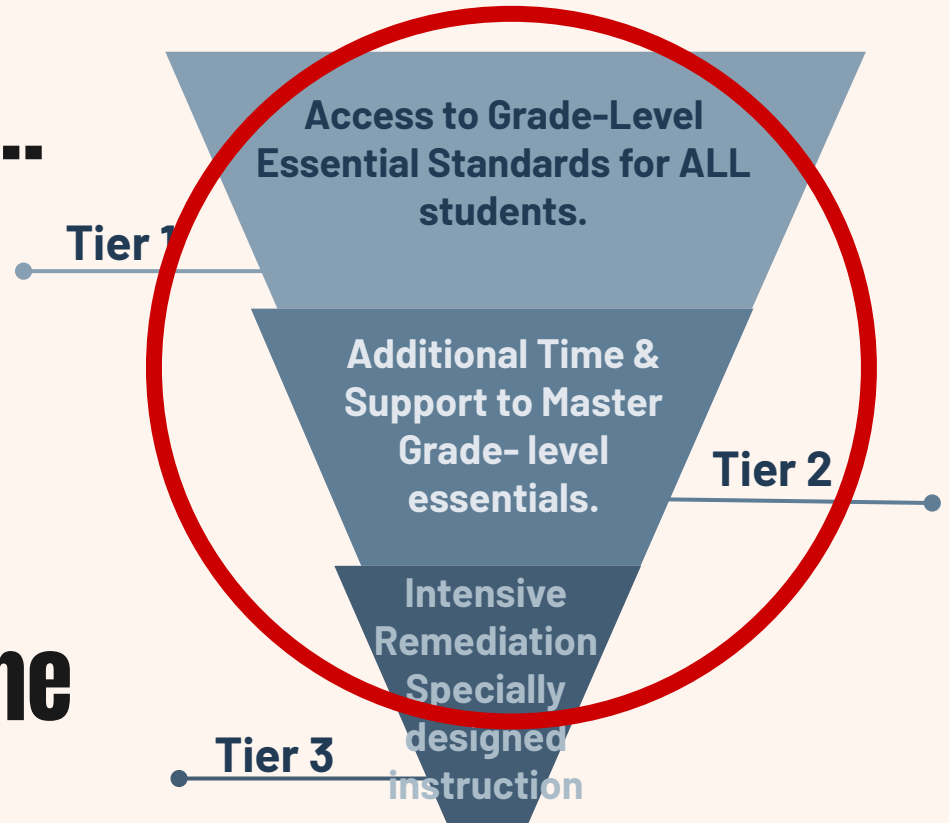 Access to Grade-Level
Essential Standards for ALL
students.
Tier 1
Additional Time &
Support to Master
Grade- level
essentials.
Tier 2
Intensive
Remediation
Specially
designed
instruction
Tier 3